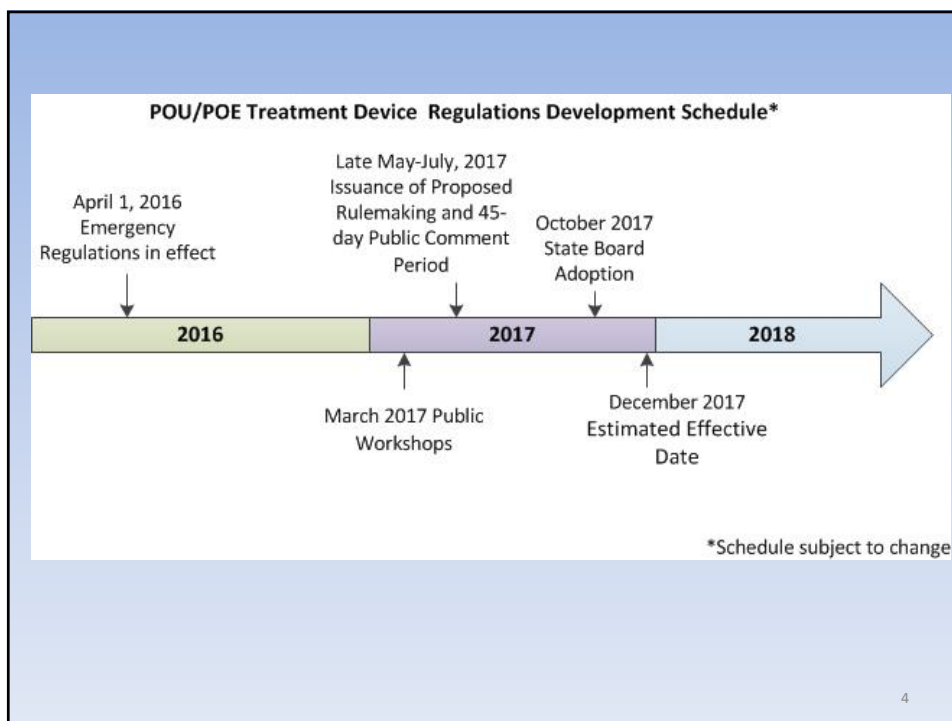 POU/POE Treatment Device Regulations Development Schedule*
April 1, 2016
Emergency
Regulations in effect
Late May-July, 2017
Issuance of Proposed
Rulemaking and 45-
day Public Comment
Period
October 2017
State Board
Adoption
2016
2017
2018
March 2017 Public
Workshops
December 2017
Estimated Effective
Date
*Schedule subject to change
4